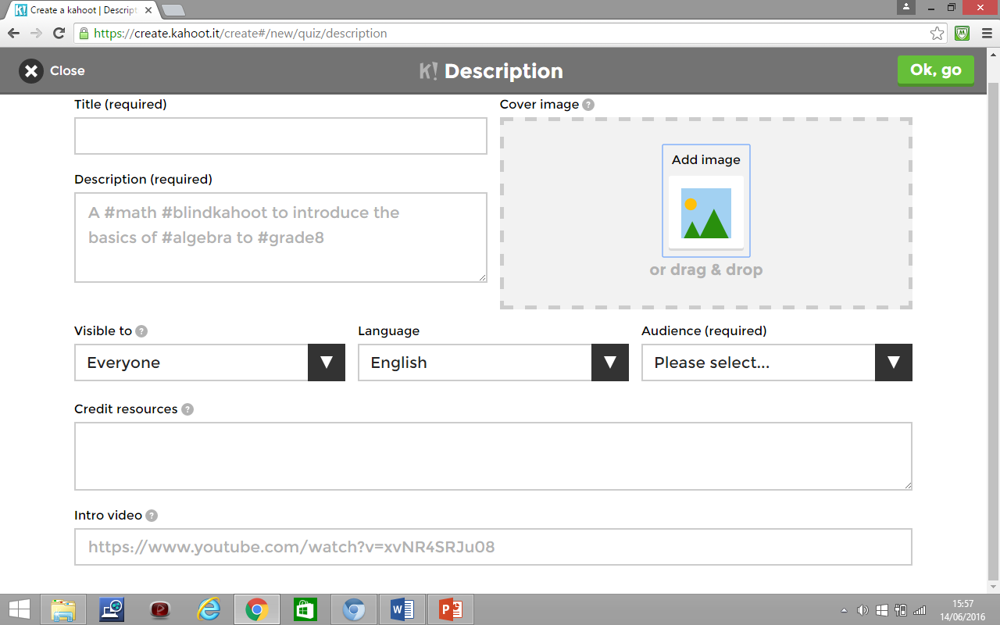 Create a kahoot | Descript
https://create.kahoot.it/create#/new/quiz/description
Close
K! Description
Ok, go
Title (required)
Cover image ?
Add image
or drag & drop
Description (required)
A #math #blindkahoot to introduce the
basics of #algebra to #grade8
Visible to ?
Language
Audience (required)
Everyone
English
Please select...
Credit resources ?
Intro video ?
https://www.youtube.com/watch?v=xvNR4SRJu08
15:57
14/06/2016